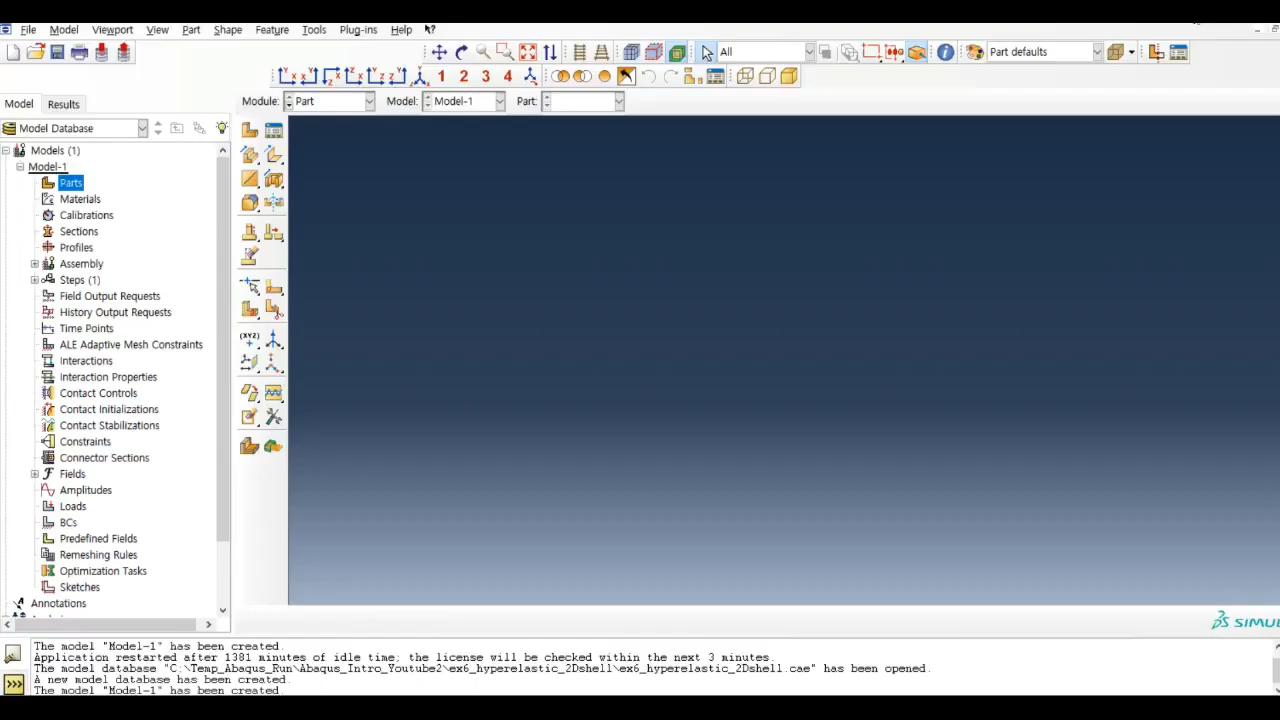 File Model Viewport View Part Shape Feature Tools Plug-ins Help
All Part defaults
1 2 3 4
Model Results Module: Part Model: Model-1 Part:
Model Database
Models (1)
Model-1
Parts
Materials
Calibrations
Sections
Profiles
Assembly
Steps (1)
Field Output Requests
History Output Requests
Time Points
ALE Adaptive Mesh Constraints
Interactions
Interaction Properties
Contact Controls
Contact Initializations
Contact Stabilizations
Constraints
Connector Sections
Fields
Amplitudes
Loads
BCs
Predefined Fields
Remeshing Rules
Optimization Tasks
Sketches
Annotations
(XYZ)
SIMUL
The model "Model-1" has been created.
Application restarted after 1381 minutes of idle time; the license will be checked within the next 3 minutes.
The model database "C:\Temp_Abaqus_Run\Abaqus_Intro_Youtube2\ex6_hyperelastic_2Dshell\ex6_hyperelastic_2Dshell.cae" has been opened.
A new model database has been created.
The model "Model-1" has been created.